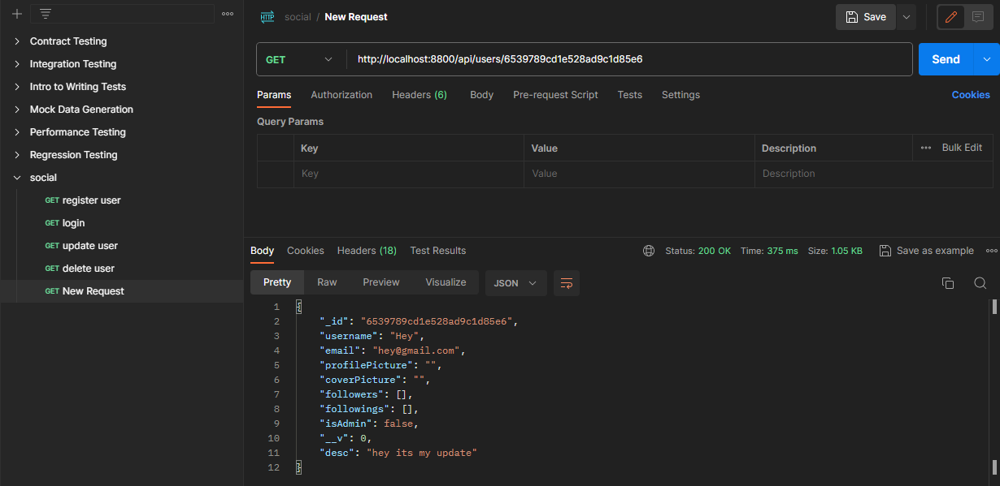 social / New Request
Save
Contract Testing
Integration Testing
Intro to Writing Tests
Mock Data Generation
Performance Testing
Regression Testing
social
GET register user
GET login
GET update user
GET delete user
GET New Request
GET http://localhost:8800/api/users/6539789cd1e528ad9c1d85e6 Send
Params Authorization Headers (6) Body Pre-request Script Tests Settings Cookies
Query Params
Key Value Description Bulk Edit
Key Value Description
Body Cookies Headers (18) Test Results Status: 200 OK Time: 375 ms Size: 1.05 KB Save as example
Pretty Raw Preview Visualize JSON
1 {
2 "_id": "6539789cd1e528ad9c1d85e6",
3 "username": "Hey",
4 "email": "hey@gmail.com",
5 "profilePicture": "",
6 "coverPicture": "",
7 "followers": [],
8 "followings": [],
9 "isAdmin": false,
10 "__v": 0,
11 "desc": "hey its my update"
12 }